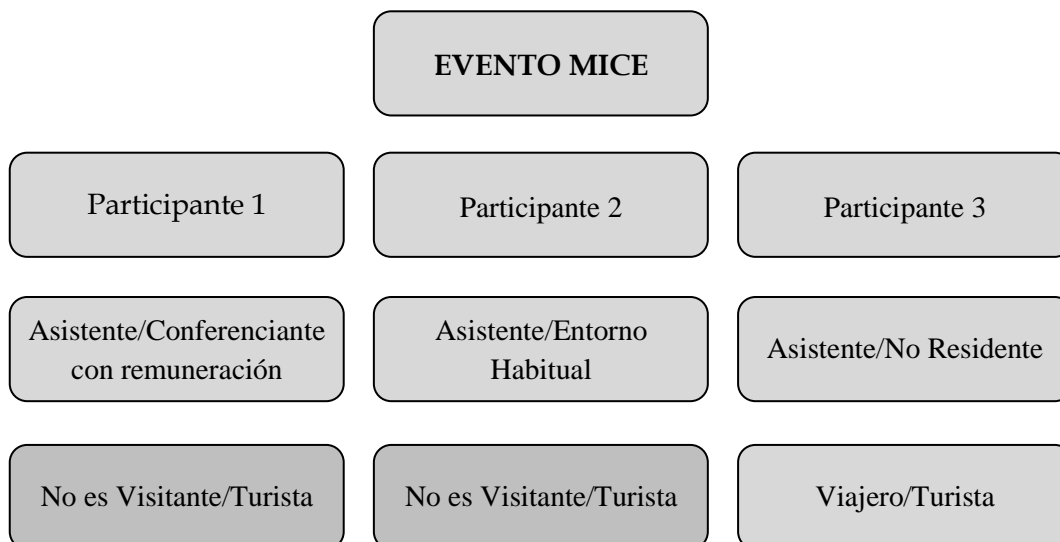 EVENTO MICE
Participante 1
Participante 2
Participante 3
Asistente/Conferenciante
con remuneración
Asistente/Entorno
Habitual
Asistente/No Residente
No es Visitante/Turista
No es Visitante/Turista
Viajero/Turista